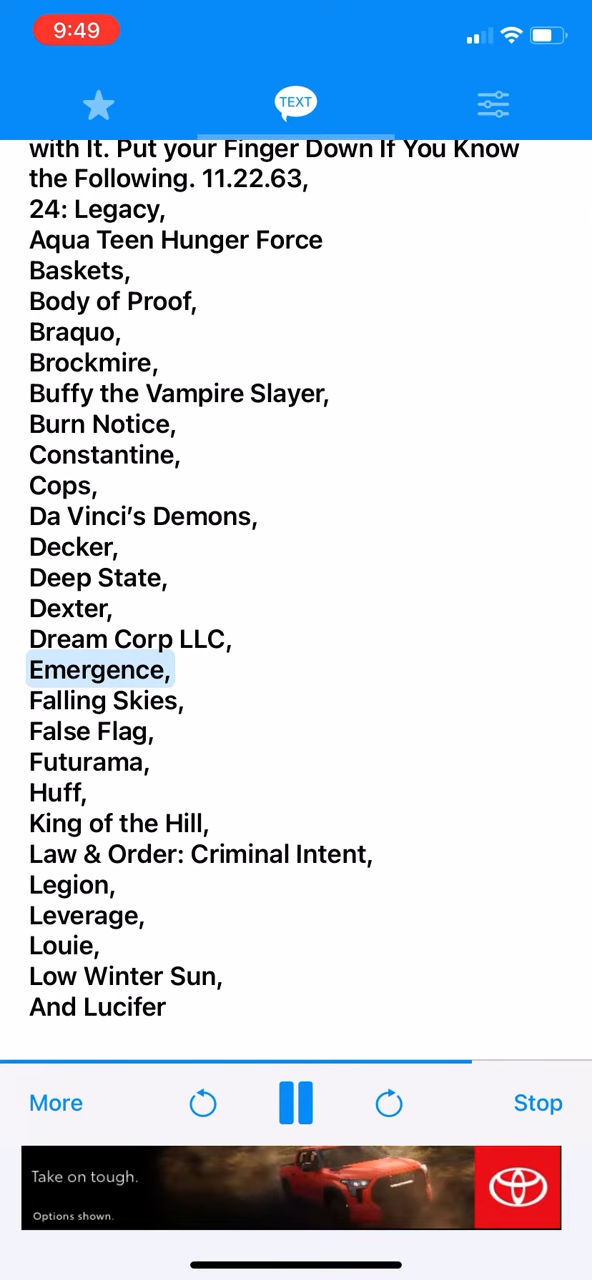 9:49
TEXT
with It. Put your Finger Down If You Know
the Following. 11.22.63,
24: Legacy,
Aqua Teen Hunger Force
Baskets,
Body of Proof,
Braquo,
Brockmire,
Buffy the Vampire Slayer,
Burn Notice,
Constantine,
Cops,
Da Vinci’s Demons,
Decker,
Deep State,
Dexter,
Dream Corp LLC,
Emergence,
Falling Skies,
False Flag,
Futurama,
Huff,
King of the Hill,
Law & Order: Criminal Intent,
Legion,
Leverage,
Louie,
Low Winter Sun,
And Lucifer
More
Stop
Take on tough.
Options shown.